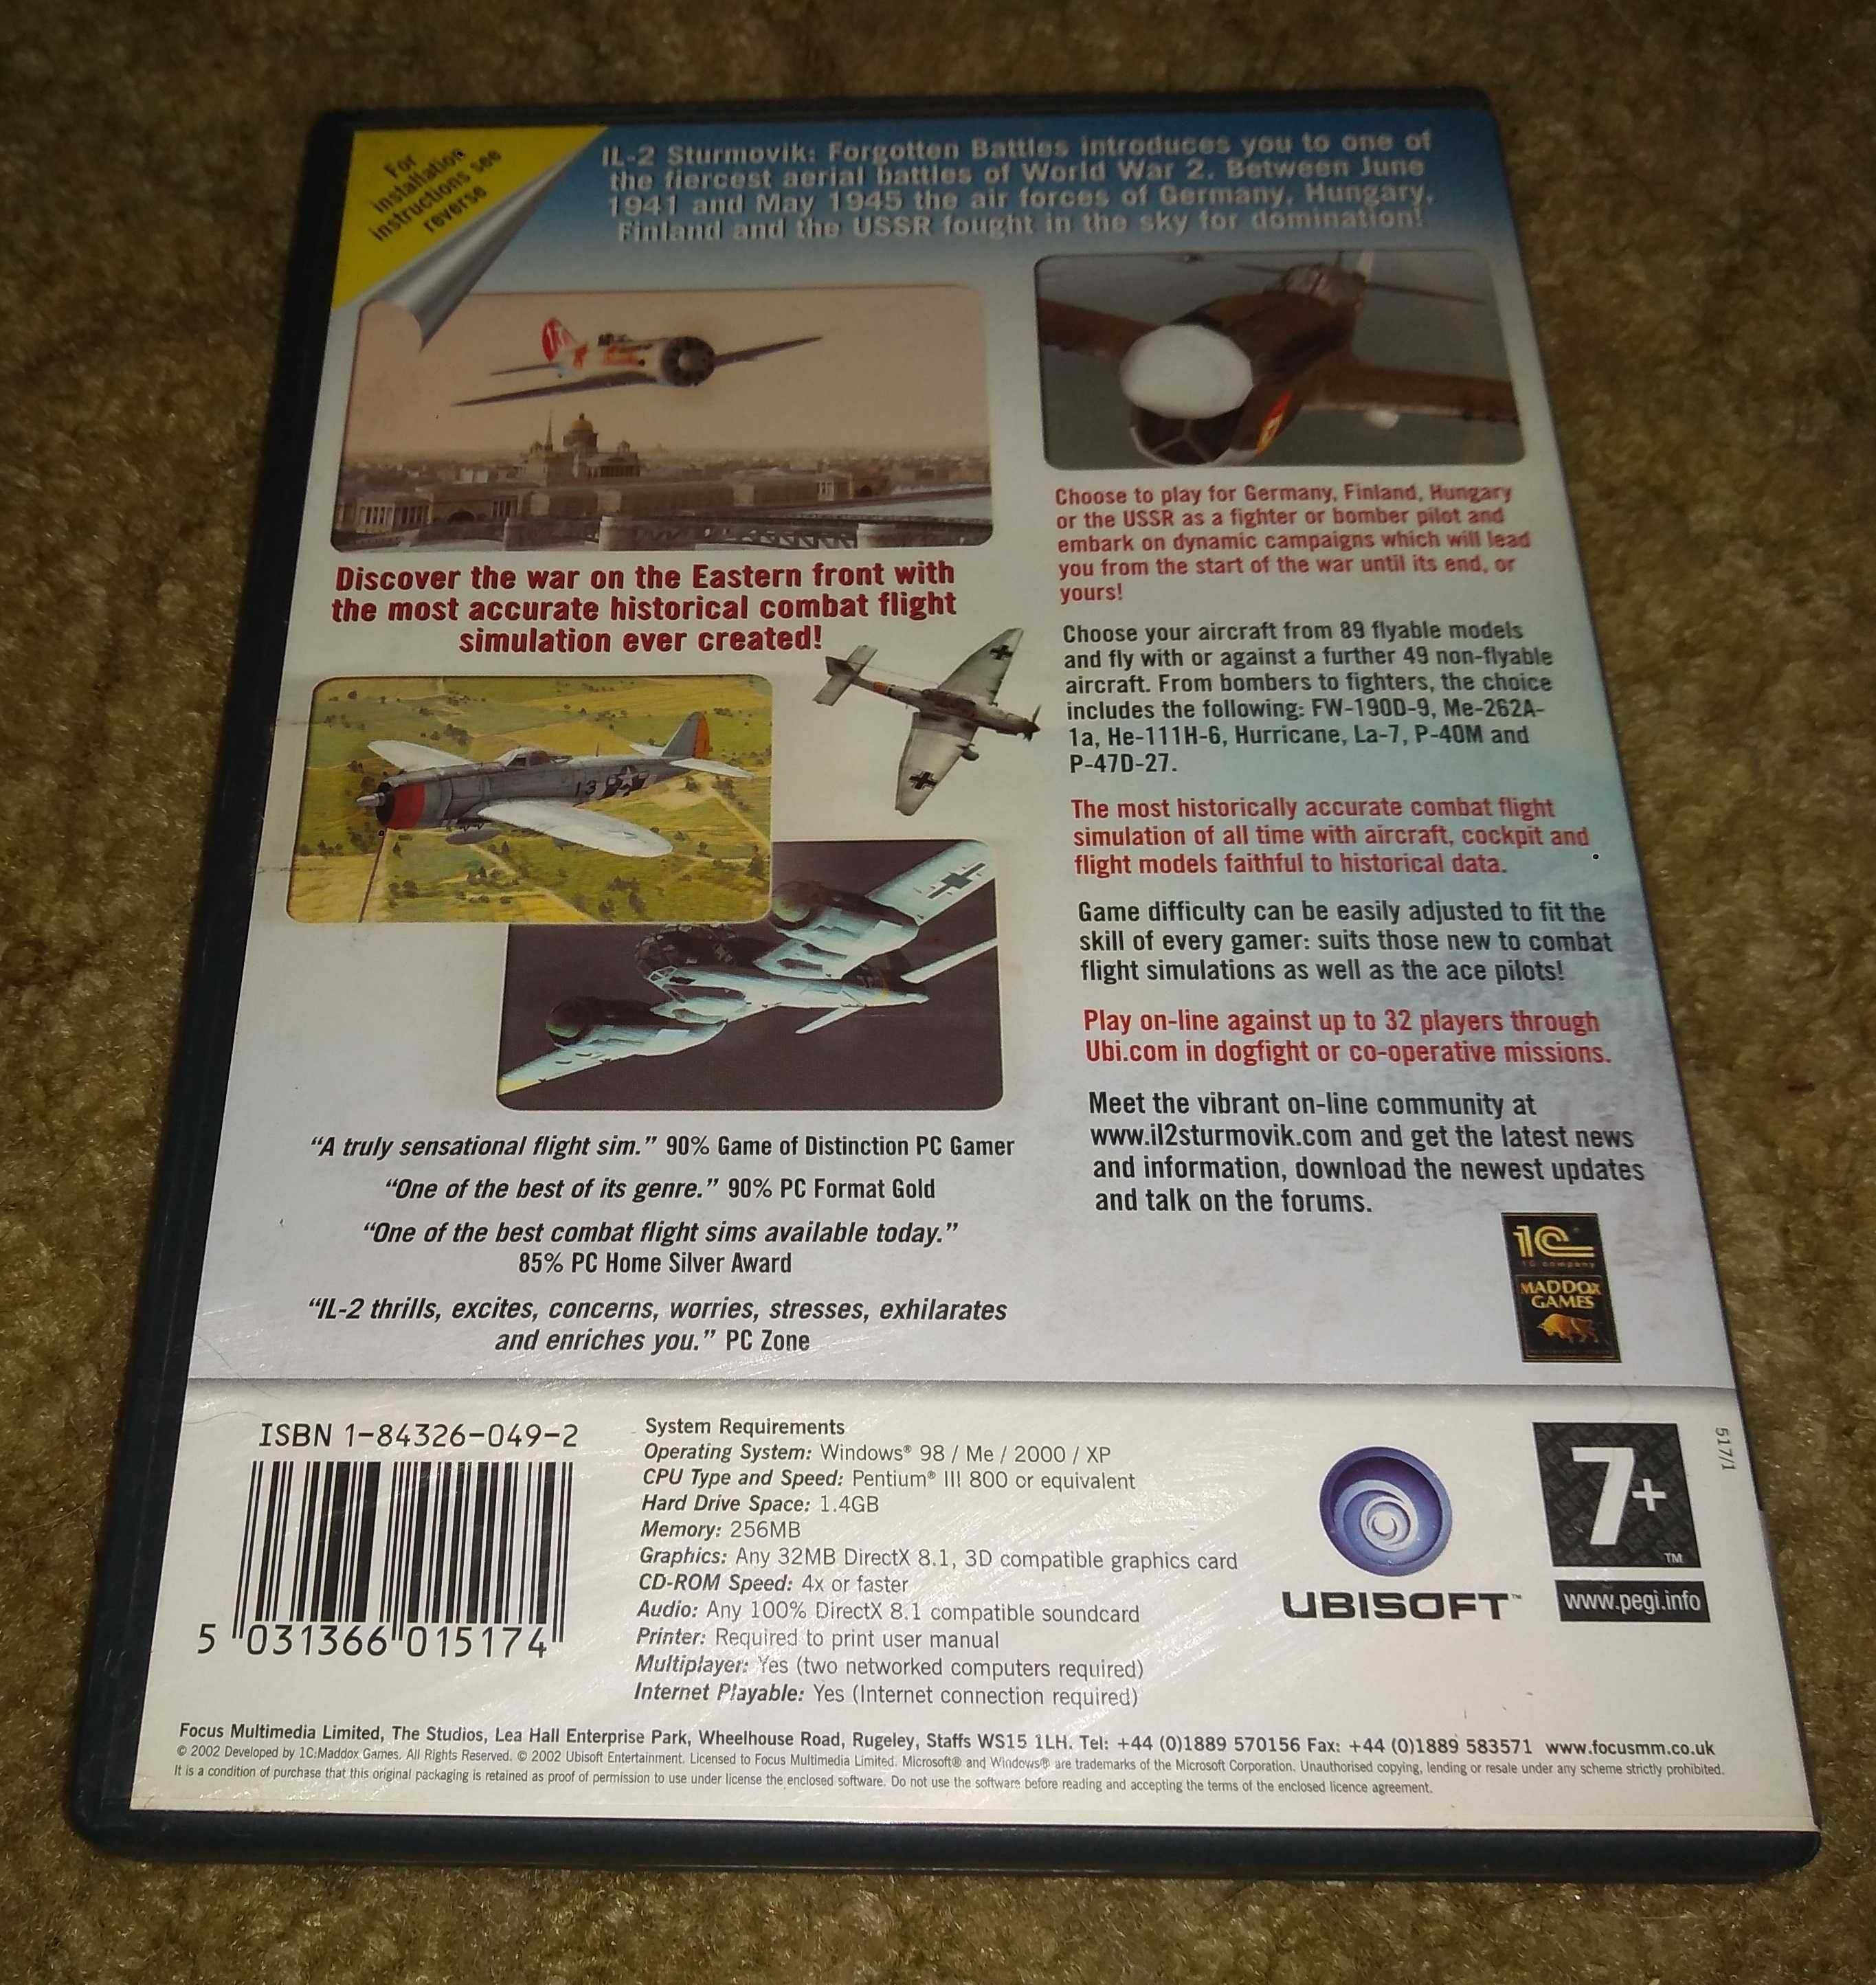 For
installation
instructions see
reverse
IL-2 Sturmovik: Forgotten Battles introduces you to one of
the fiercest aerial battles of World War 2. Between June
1941 and May 1945 the air forces of Germany, Hungary,
Finland and the USSR fought in the sky for domination!
Discover the war on the Eastern front with
the most accurate historical combat flight
simulation ever created!
13
Choose to play for Germany, Finland, Hungary
or the USSR as a fighter or bomber pilot and
embark on dynamic campaigns which will lead
you from the start of the war until its end, or
yours!
Choose your aircraft from 89 flyable models
and fly with or against a further 49 non-flyable
aircraft. From bombers to fighters, the choice
includes the following: FW-190D-9, Me-262A-
1a, He-111H-6, Hurricane, La-7, P-40M and
P-47D-27.
The most historically accurate combat flight
simulation of all time with aircraft, cockpit and
flight models faithful to historical data.
Game difficulty can be easily adjusted to fit the
skill of every gamer: suits those new to combat
flight simulations as well as the ace pilots!
Play on-line against up to 32 players through
Ubi.com in dogfight or co-operative missions.
Meet the vibrant on-line community at
www.il2sturmovik.com and get the latest news
and information, download the newest updates
and talk on the forums.
“A truly sensational flight sim.” 90% Game of Distinction PC Gamer
“One of the best of its genre.” 90% PC Format Gold
“One of the best combat flight sims available today.”
85% PC Home Silver Award
“IL-2 thrills, excites, concerns, worries, stresses, exhilarates
and enriches you.” PC Zone
1C
1C company
MADDOX
GAMES
ISBN 1-84326-049-2
5 031366 015174
System Requirements
Operating System: Windows® 98 / Me / 2000 / XP
CPU Type and Speed: Pentium® III 800 or equivalent
Hard Drive Space: 1.4GB
Memory: 256MB
Graphics: Any 32MB DirectX 8.1, 3D compatible graphics card
CD-ROM Speed: 4x or faster
Audio: Any 100% DirectX 8.1 compatible soundcard
Printer: Required to print user manual
Multiplayer: Yes (two networked computers required)
Internet Playable: Yes (Internet connection required)
UBISOFT™
7+
TM
www.pegi.info
517/1
Focus Multimedia Limited, The Studios, Lea Hall Enterprise Park, Wheelhouse Road, Rugeley, Staffs WS15 1LH. Tel: +44 (0)1889 570156 Fax: +44 (0)1889 583571 www.focusmm.co.uk
© 2002 Developed by 1C:Maddox Games. All Rights Reserved. © 2002 Ubisoft Entertainment. Licensed to Focus Multimedia Limited. Microsoft® and Windows® are trademarks of the Microsoft Corporation. Unauthorised copying, lending or resale under any scheme strictly prohibited.
It is a condition of purchase that this original packaging is retained as proof of permission to use under license the enclosed software. Do not use the software before reading and accepting the terms of the enclosed licence agreement.